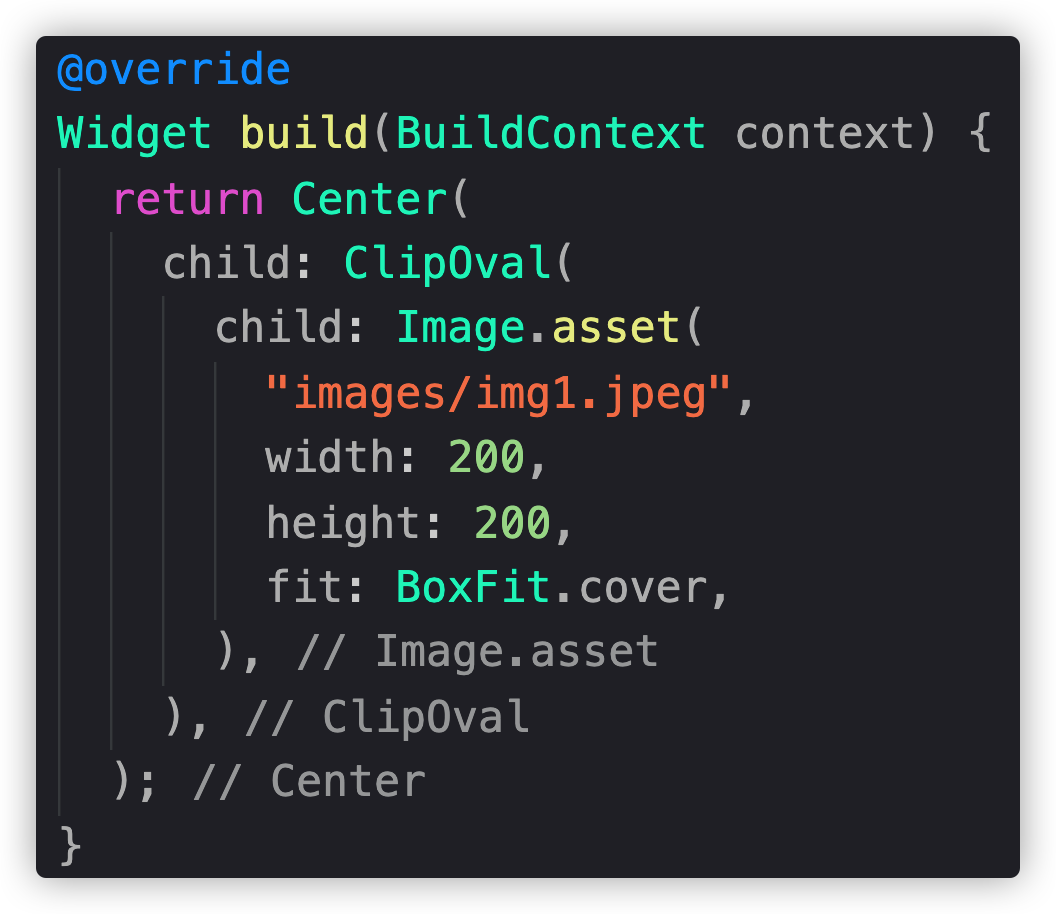 @override
Widget build(BuildContext context) {
  return Center(
    child: ClipOval(
      child: Image.asset(
        "images/img1.jpeg",
        width: 200,
        height: 200,
        fit: BoxFit.cover,
      ), // Image.asset
    ), // ClipOval
  ); // Center
}